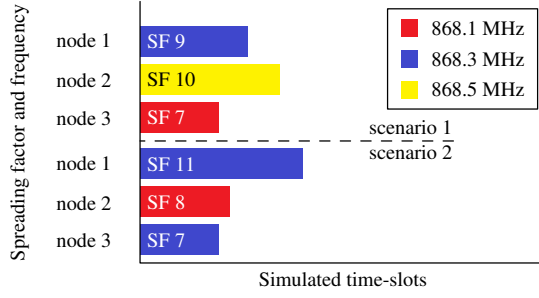 Spreading factor and frequency
node 1 SF 9
node 2 SF 10
node 3 SF 7
868.1 MHz
868.3 MHz
868.5 MHz
scenario 1
scenario 2
node 1 SF 11
node 2 SF 8
node 3 SF 7
Simulated time-slots